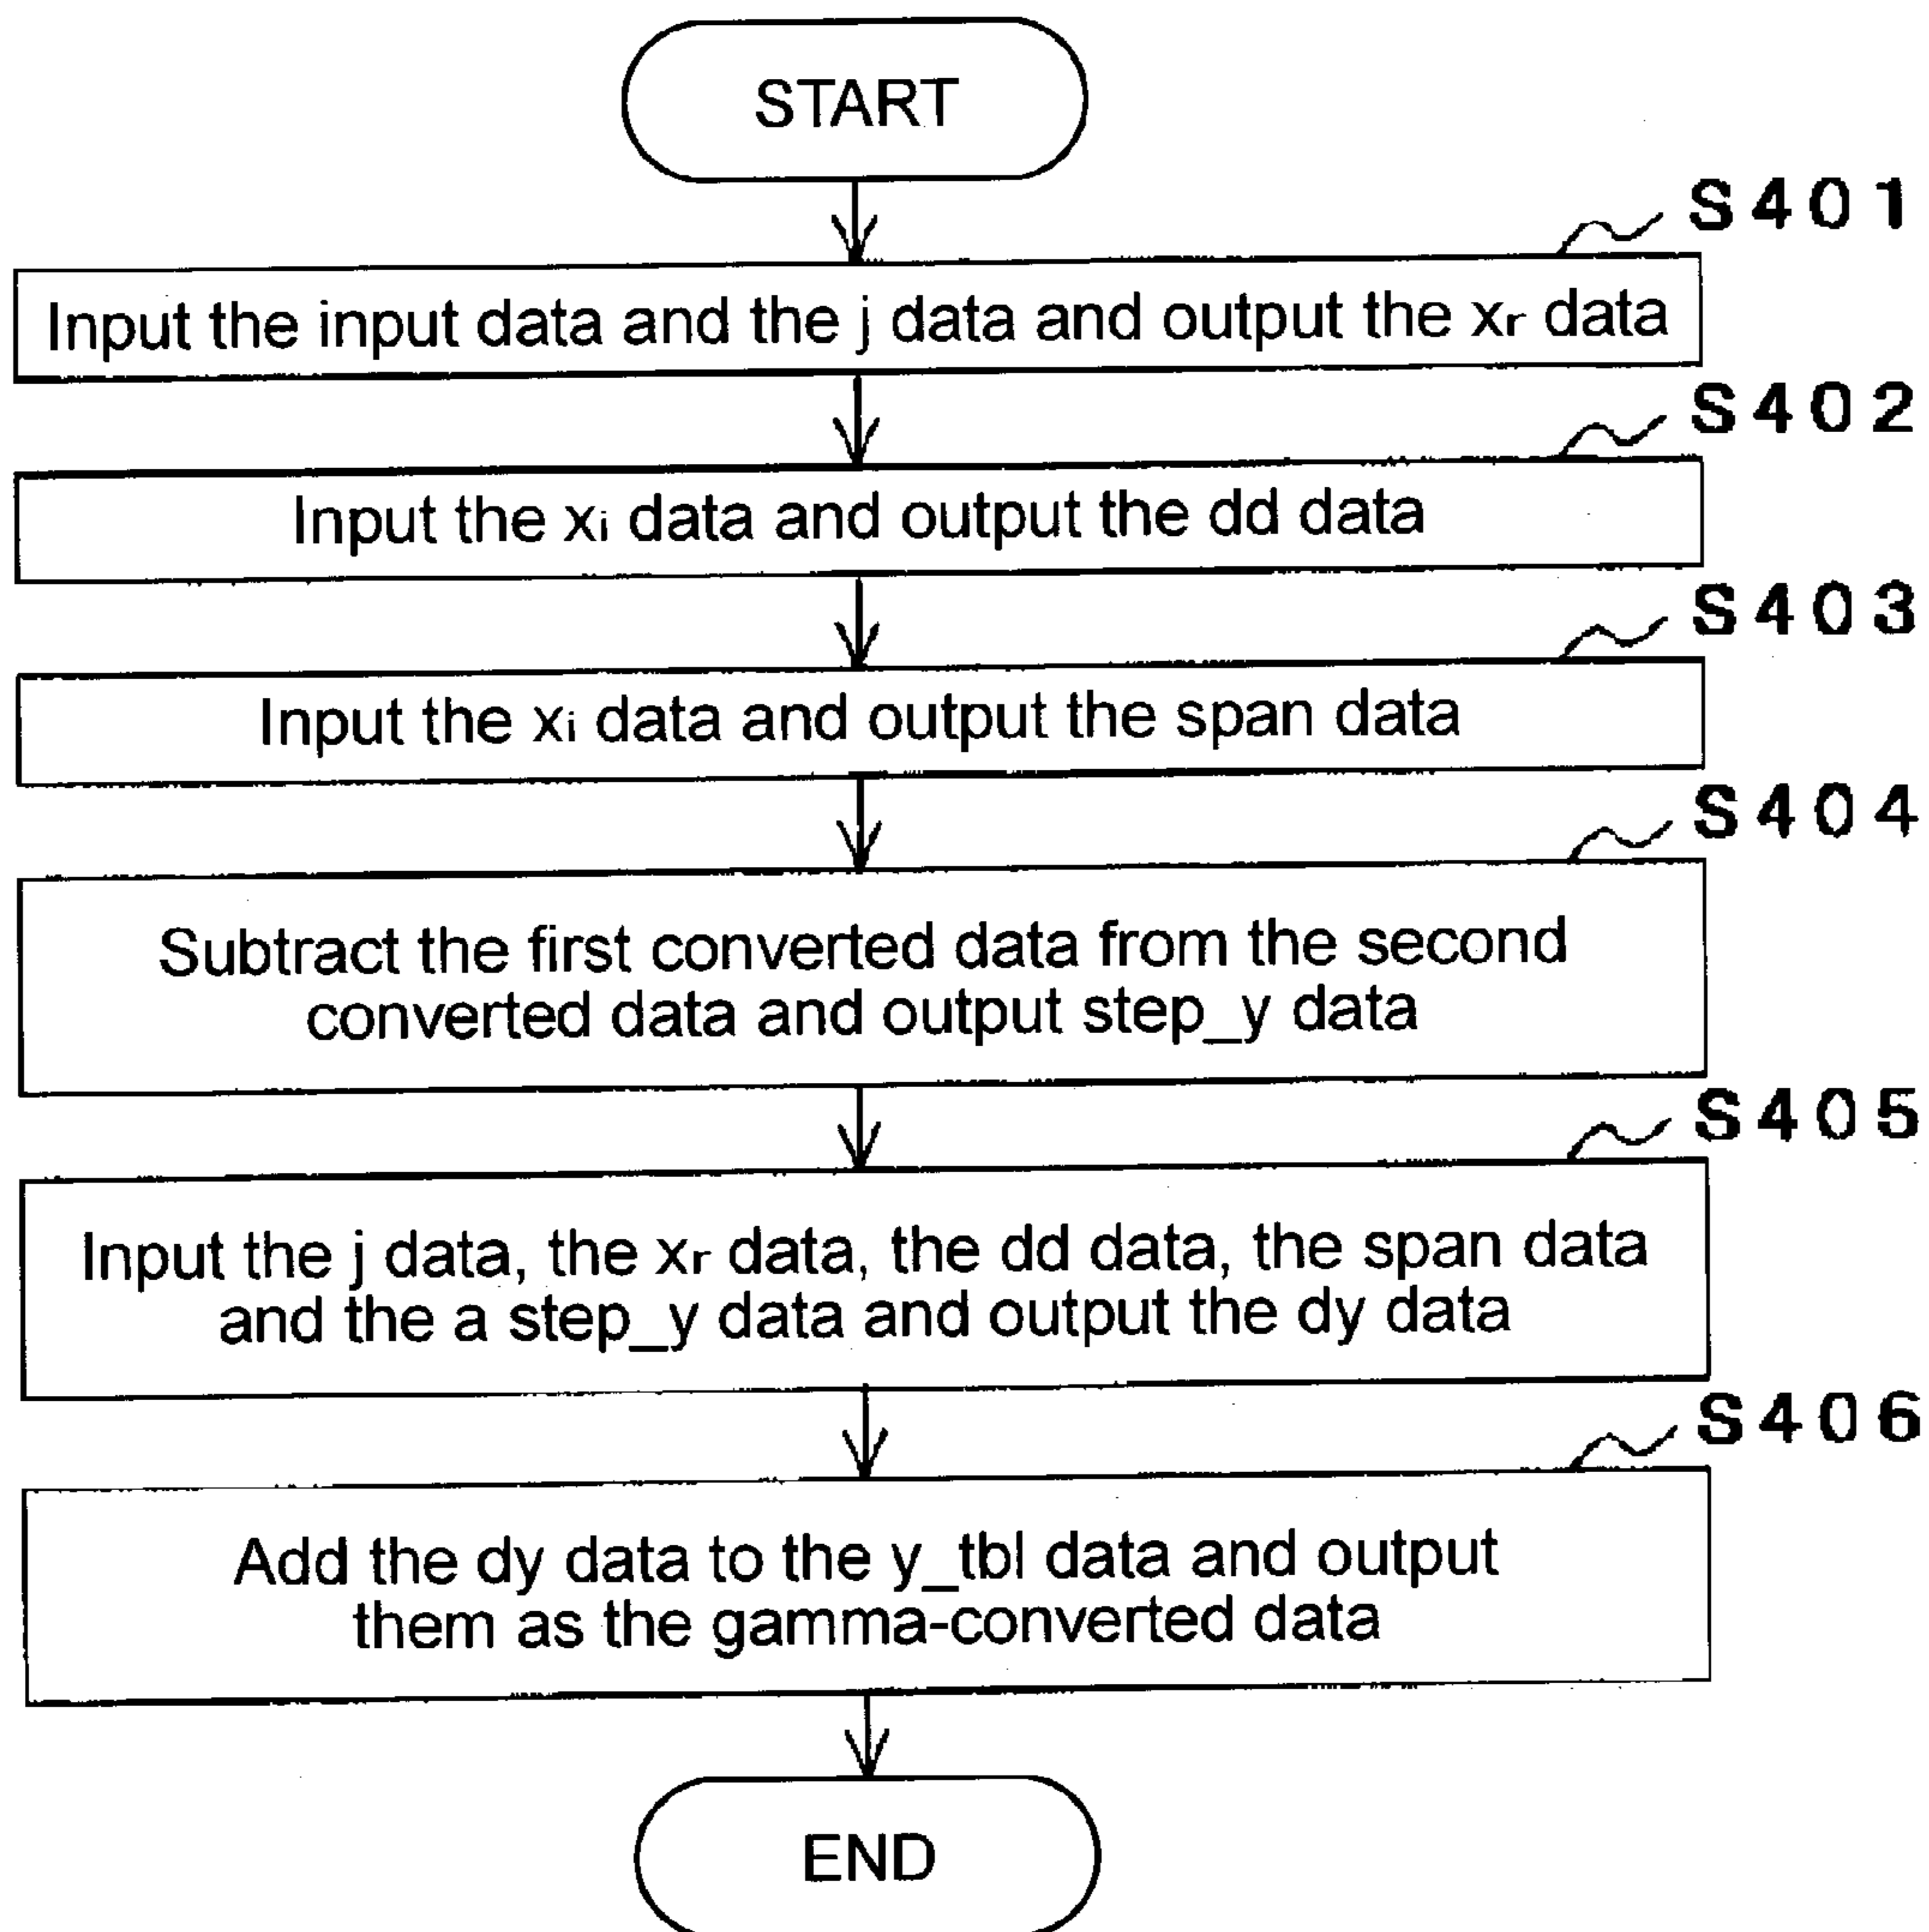 START
S401
Input the input data and the j data and output the xr data
S402
Input the xi data and output the dd data
S403
Input the xi data and output the span data
S404
Subtract the first converted data from the second
converted data and output step_y data
S405
Input the j data, the xr data, the dd data, the span data
and the a step_y data and output the dy data
S406
Add the dy data to the y_tbl data and output
them as the gamma-converted data
END